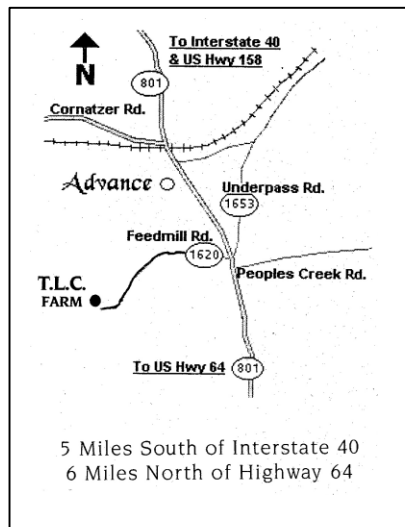 To Interstate 40
& US Hwy 158
N
801
Cornatzer Rd.
Advance
Underpass Rd.
1653
Feedmill Rd.
1620
Peoples Creek Rd.
T.L.C.
FARM
To US Hwy 64
801
5 Miles South of Interstate 40
6 Miles North of Highway 64